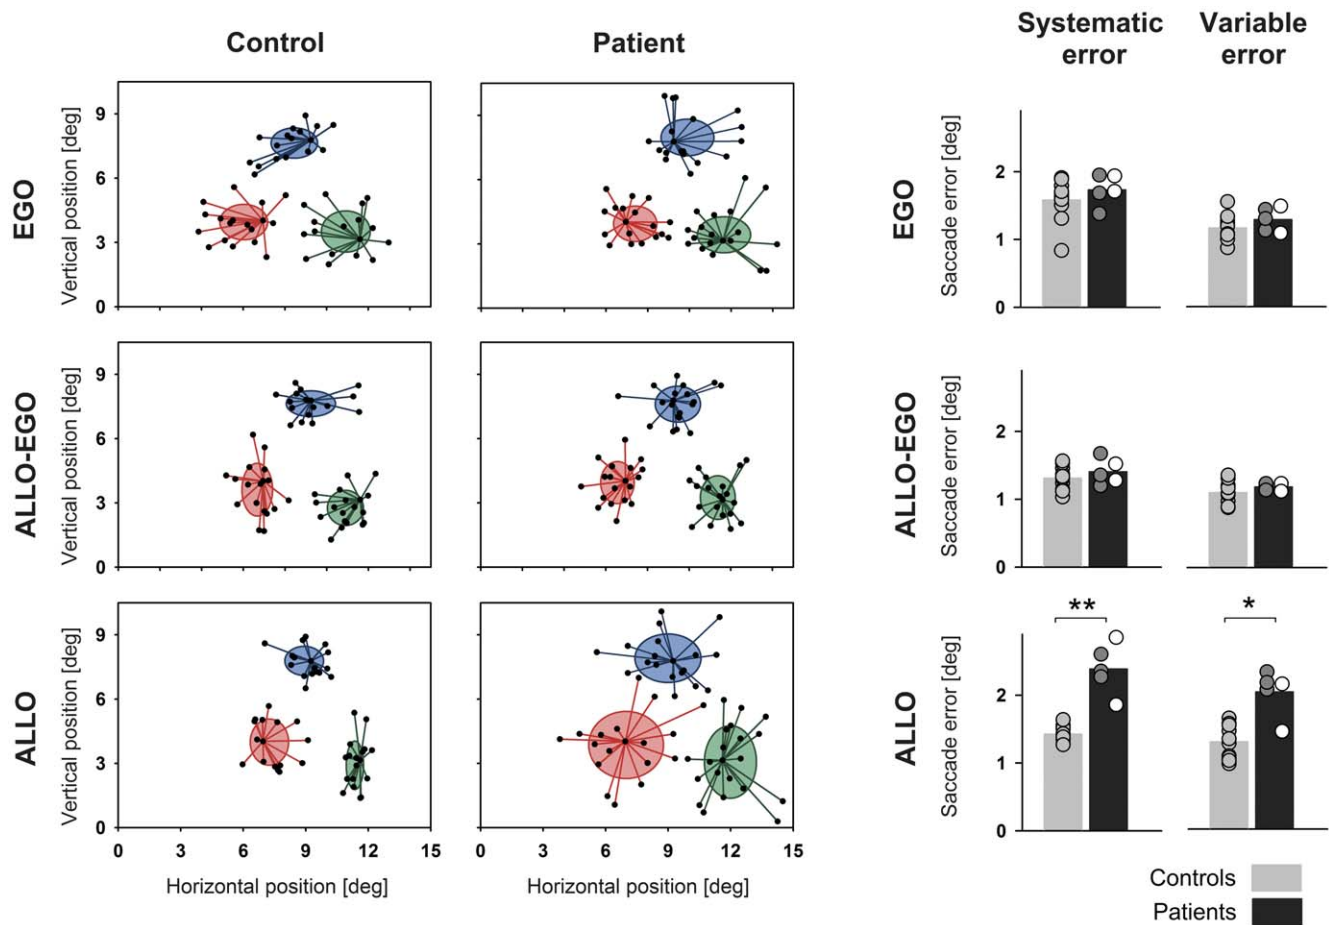 Control
Patient
Systematic
error
Variable
error
EGO
Vertical position [deg]
9
6
3
0
EGO
Saccade error [deg]
2
1
0
ALLO-EGO
Vertical position [deg]
9
6
3
0
ALLO-EGO
Saccade error [deg]
2
1
0
ALLO
Vertical position [deg]
9
6
3
0
0 3 6 9 12 15
Horizontal position [deg]
0 3 6 9 12 15
Horizontal position [deg]
ALLO
Saccade error [deg]
**
*
2
1
0
Controls
Patients